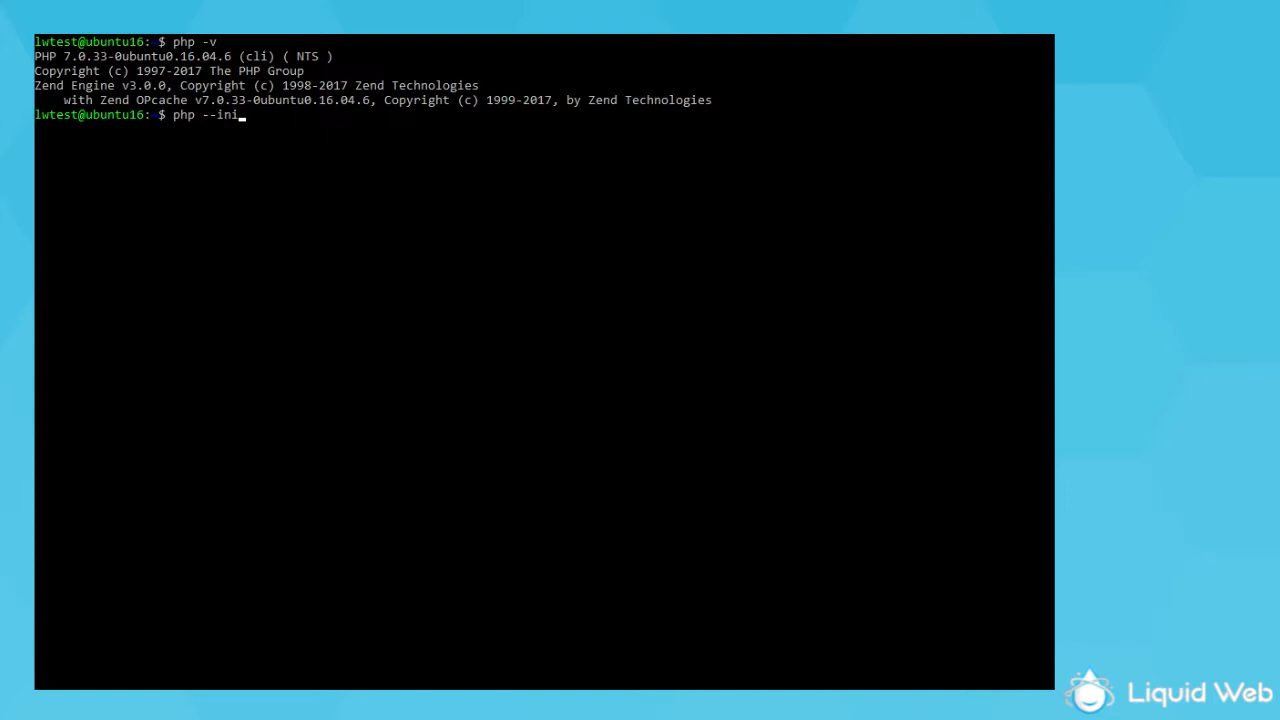 lwtest@ubuntu16:~$ php -v
PHP 7.0.33-0ubuntu0.16.04.6 (cli) ( NTS )
Copyright (c) 1997-2017 The PHP Group
Zend Engine v3.0.0, Copyright (c) 1998-2017 Zend Technologies
    with Zend OPcache v7.0.33-0ubuntu0.16.04.6, Copyright (c) 1999-2017, by Zend Technologies
lwtest@ubuntu16:~$ php --ini
Liquid Web